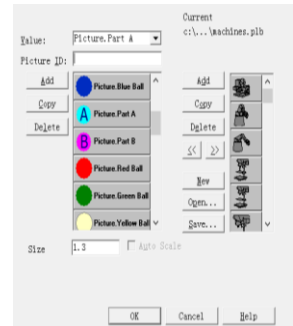 Current
c:\...\machines.plb
Value:
Picture.Part A
Picture ID:
Add
Copy
Delete
Picture.Blue Ball
A Picture.Part A
B Picture.Part B
Picture.Red Ball
Picture.Green Ball
Picture.Yellow Ball
Add
Copy
Delete
<< >>
New
Open...
Save...
Size
1.3
Auto Scale
OK
Cancel
Help